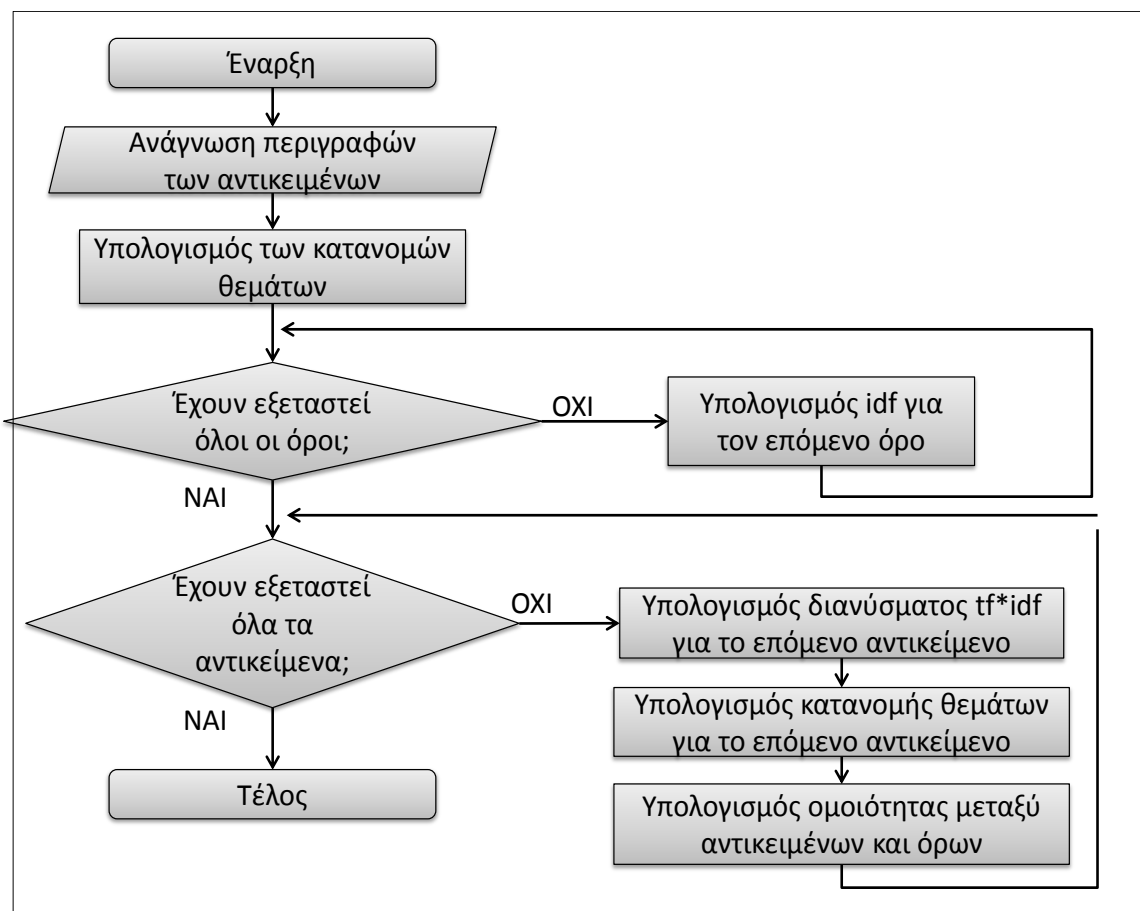 Έναρξη
Ανάγνωση περιγραφών
των αντικειμένων
Υπολογισμός των κατανομών
θεμάτων
Έχουν εξεταστεί
όλοι οι όροι;
ΟΧΙ
Υπολογισμός idf για
τον επόμενο όρο
ΝΑΙ
Έχουν εξεταστεί
όλα τα
αντικείμενα;
ΟΧΙ
Υπολογισμός διανύσματος tf*idf
για το επόμενο αντικείμενο
Υπολογισμός κατανομής θεμάτων
για το επόμενο αντικείμενο
Υπολογισμός ομοιότητας μεταξύ
αντικειμένων και όρων
ΝΑΙ
Τέλος